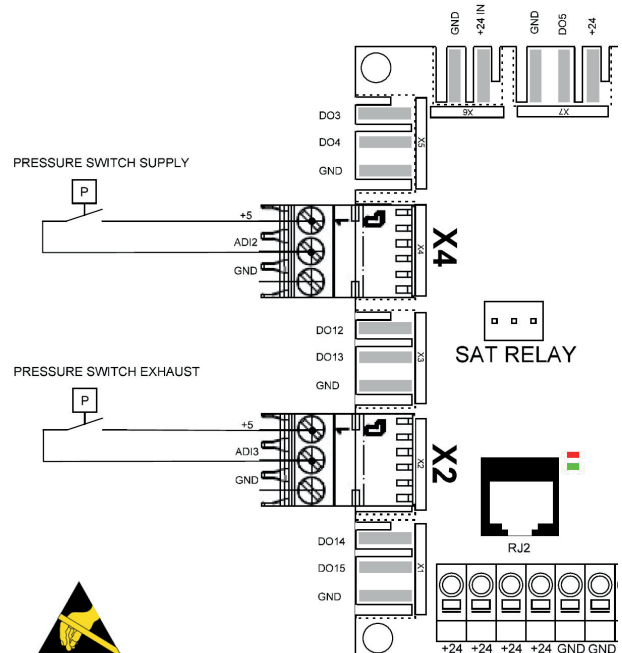 GND
+24 IN
GND
DO5
+24
X6
X7
DO3
DO4
GND
X5
PRESSURE SWITCH SUPPLY
P
+5
ADI2
GND
1
X4
X4
DO12
DO13
GND
X3
SAT RELAY
PRESSURE SWITCH EXHAUST
P
+5
ADI3
GND
1
X2
X2
RJ2
DO14
DO15
GND
X1
+24 +24 +24 +24 GND GND